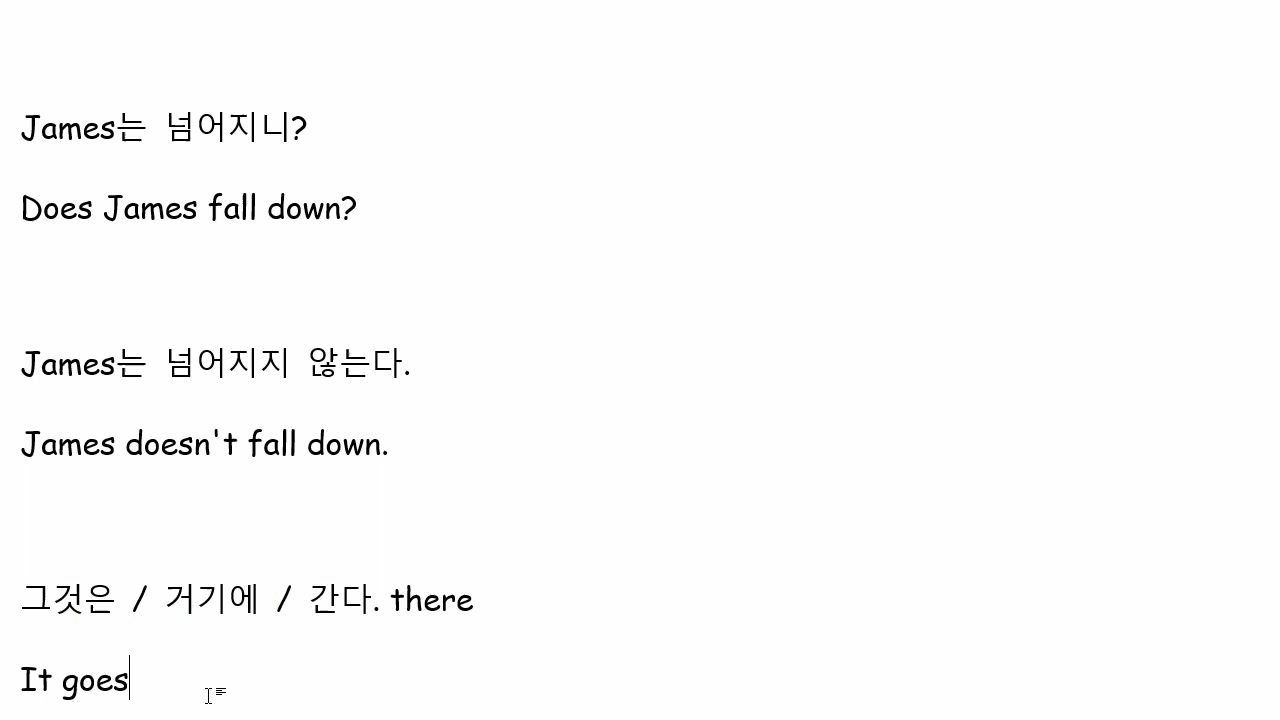 James는 넘어지니?
Does James fall down?
James는 넘어지지 않는다.
James doesn't fall down.
그것은 / 거기에 / 간다. there
It goes